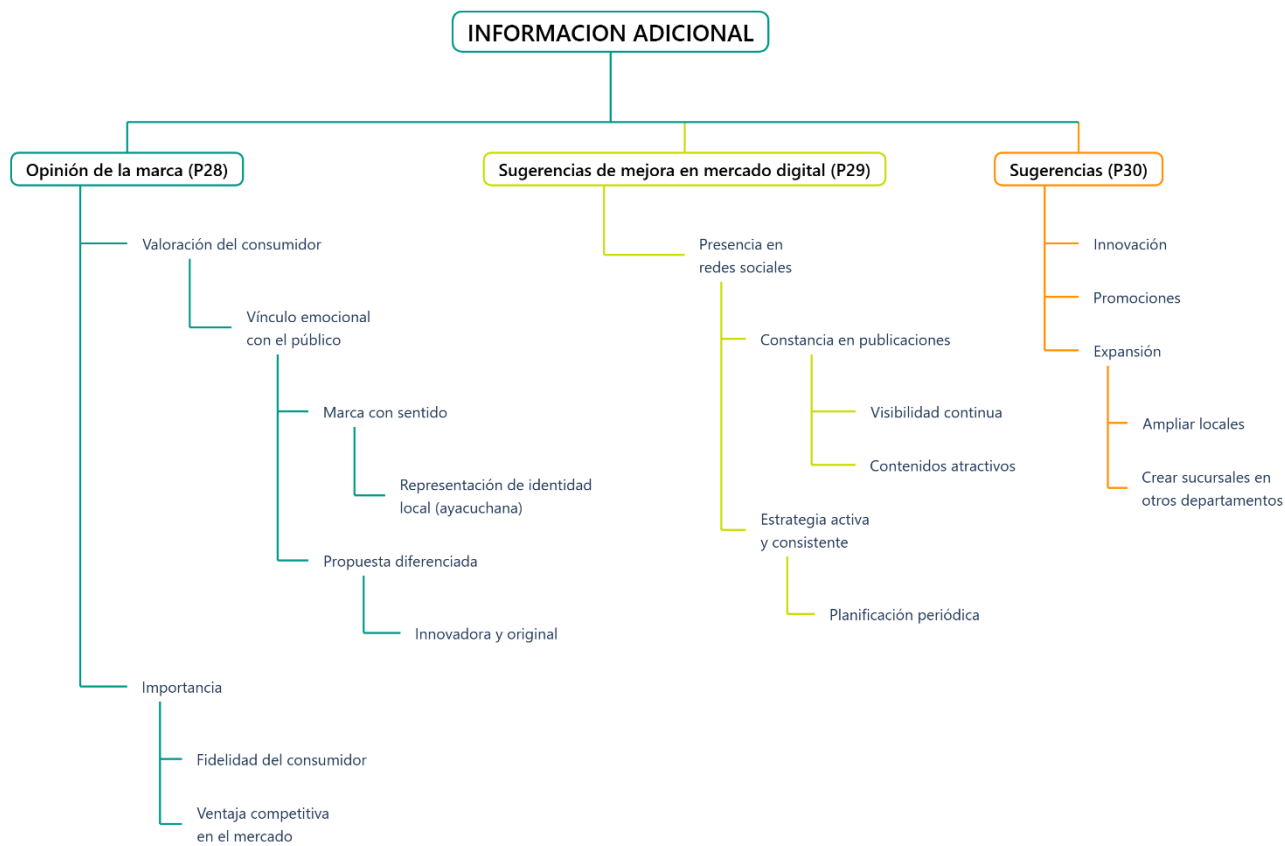 INFORMACION ADICIONAL
Opinión de la marca (P28)
Valoración del consumidor
Vínculo emocional
con el público
Marca con sentido
Representación de identidad
local (ayacuchana)
Propuesta diferenciada
Innovadora y original
Importancia
Fidelidad del consumidor
Ventaja competitiva
en el mercado
Sugerencias de mejora en mercado digital (P29)
Presencia en
redes sociales
Constancia en publicaciones
Visibilidad continua
Contenidos atractivos
Estrategia activa
y consistente
Planificación periódica
Sugerencias (P30)
Innovación
Promociones
Expansión
Ampliar locales
Crear sucursales en
otros departamentos